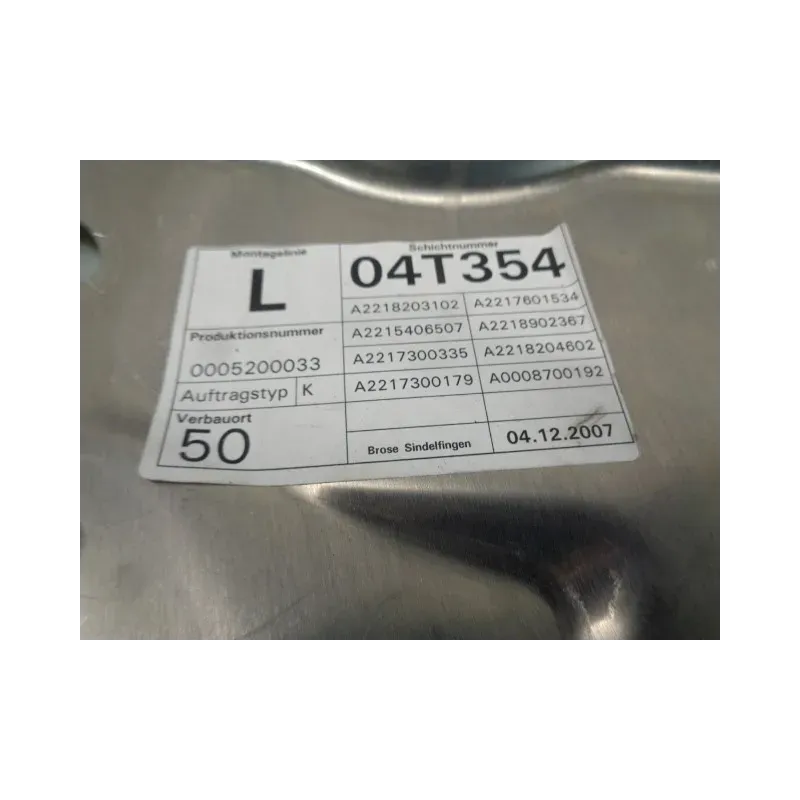 Montagelinie
L
Schichtnummer
04T354
A2218203102 A2217601534
Produktionsnummer
0005200033
A2215406507 A2218902367
A2217300335 A2218204602
Auftragstyp K
A2217300179 A0008700192
Verbauort
50
Brose Sindelfingen
04.12.2007